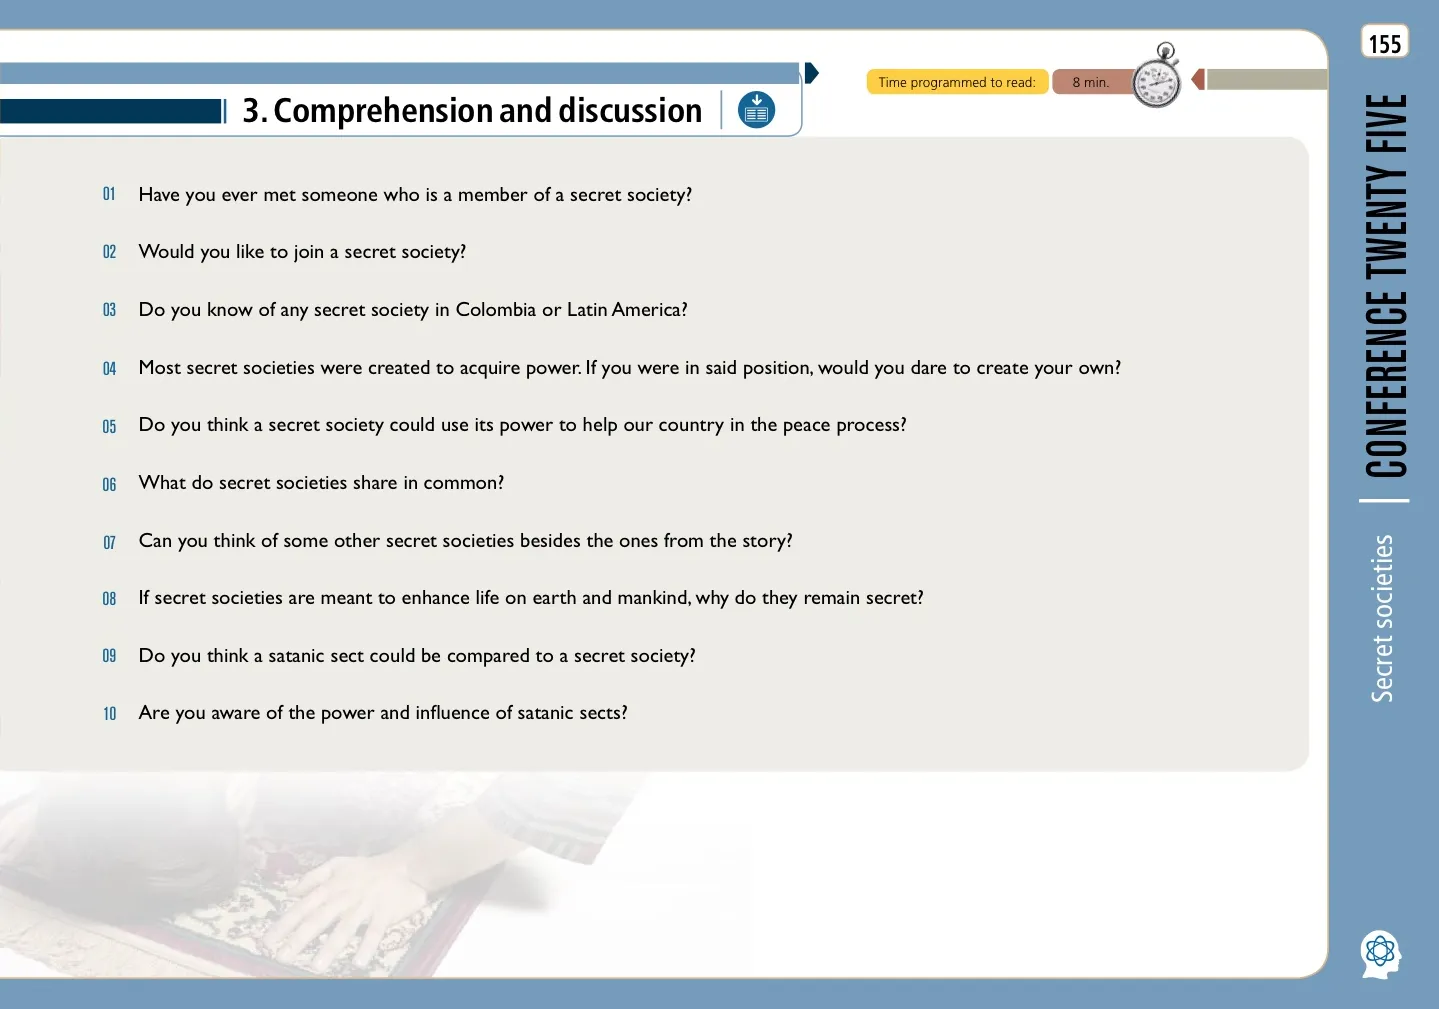 155
Time programmed to read:
8 min.
3. Comprehension and discussion
01 Have you ever met someone who is a member of a secret society?
02 Would you like to join a secret society?
03 Do you know of any secret society in Colombia or Latin America?
04 Most secret societies were created to acquire power. If you were in said position, would you dare to create your own?
05 Do you think a secret society could use its power to help our country in the peace process?
06 What do secret societies share in common?
07 Can you think of some other secret societies besides the ones from the story?
08 If secret societies are meant to enhance life on earth and mankind, why do they remain secret?
09 Do you think a satanic sect could be compared to a secret society?
10 Are you aware of the power and influence of satanic sects?
CONFERENCE TWENTY FIVE
Secret societies